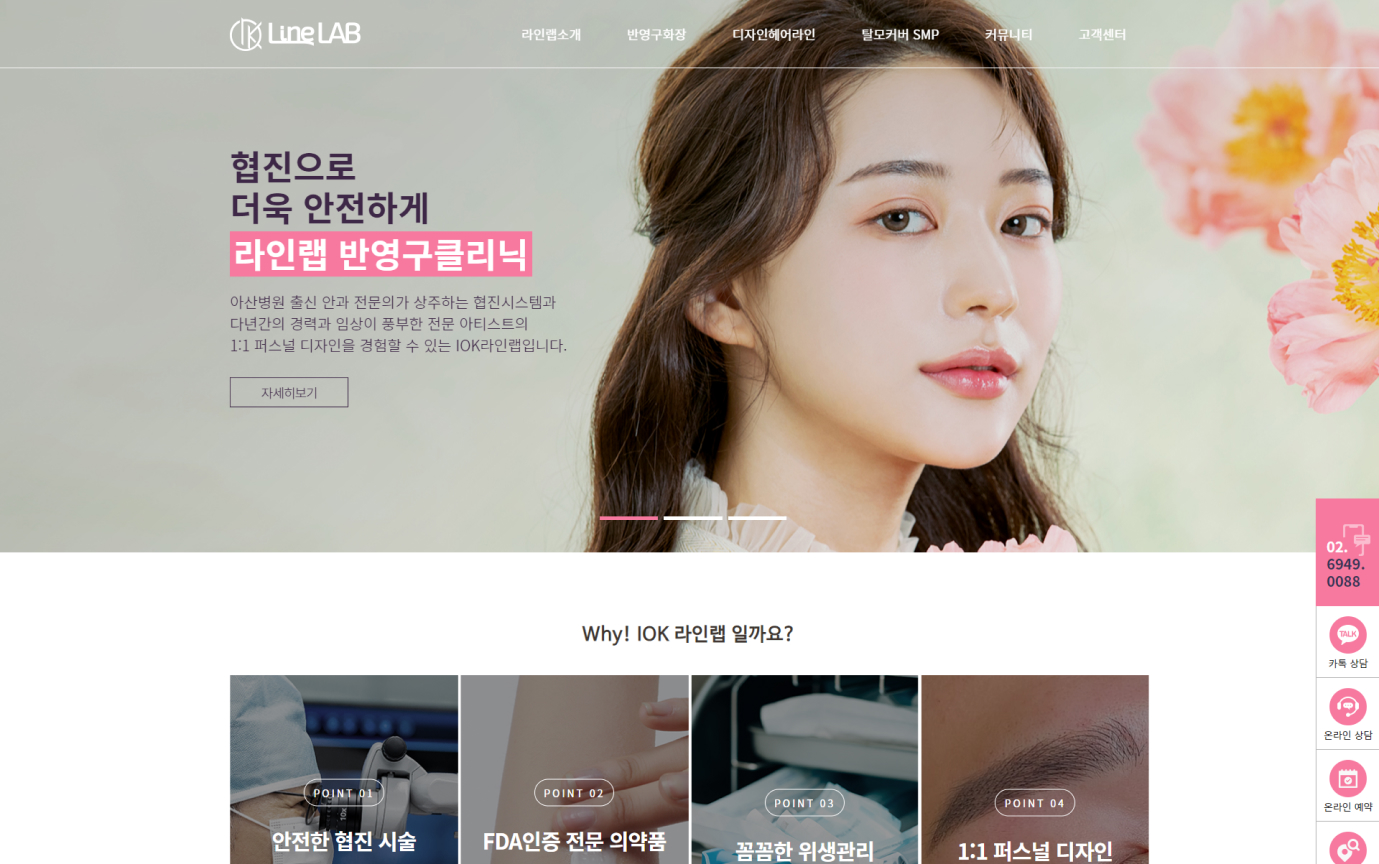 IOK Line LAB
라인랩소개
반영구화장
디자인헤어라인
탈모커버 SMP
커뮤니티
고객센터
협진으로
더욱 안전하게
라인랩 반영구클리닉
아산병원 출신 안과 전문의가 상주하는 협진시스템과
다년간의 경력과 임상이 풍부한 전문 아티스트의
1:1 퍼스널 디자인을 경험할 수 있는 IOK라인랩입니다.
자세히보기
02.
6949.
0088
TALK
카톡 상담
온라인 상담
온라인 예약
Why! IOK 라인랩 일까요?
POINT 01
안전한 협진 시술
POINT 02
FDA인증 전문 의약품
POINT 03
꼼꼼한 위생관리
POINT 04
1:1 퍼스널 디자인